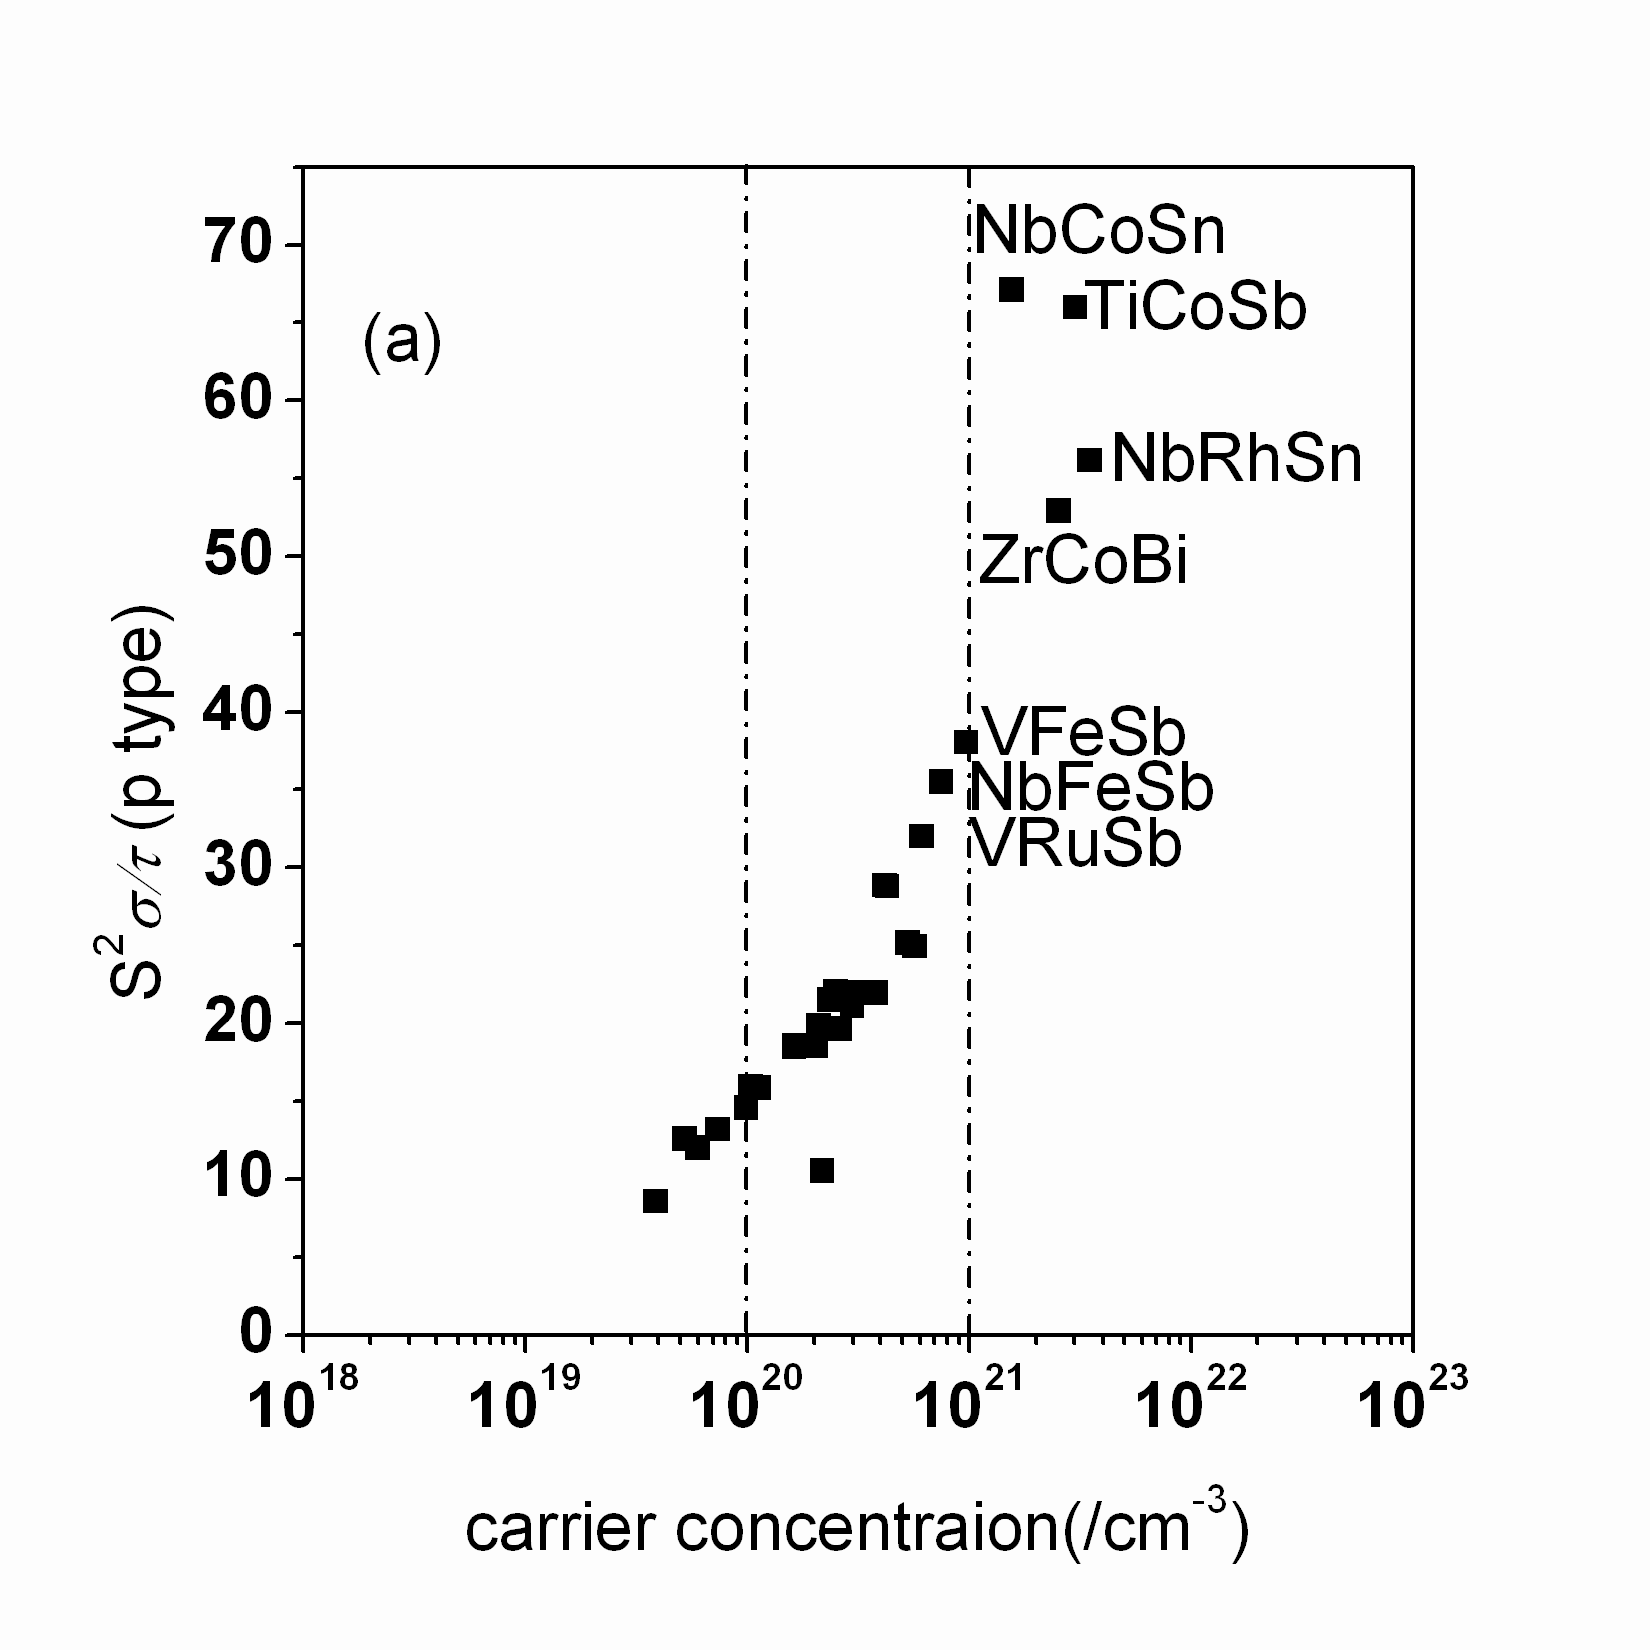 70
60
50
40
30
20
10
0
S² σ/τ (p type)
(a)
NbCoSn
TiCoSb
NbRhSn
ZrCoBi
VFeSb
NbFeSb
VRuSb
10¹⁸ 10¹⁹ 10²⁰ 10²¹ 10²² 10²³
carrier concentraion(/cm⁻³)